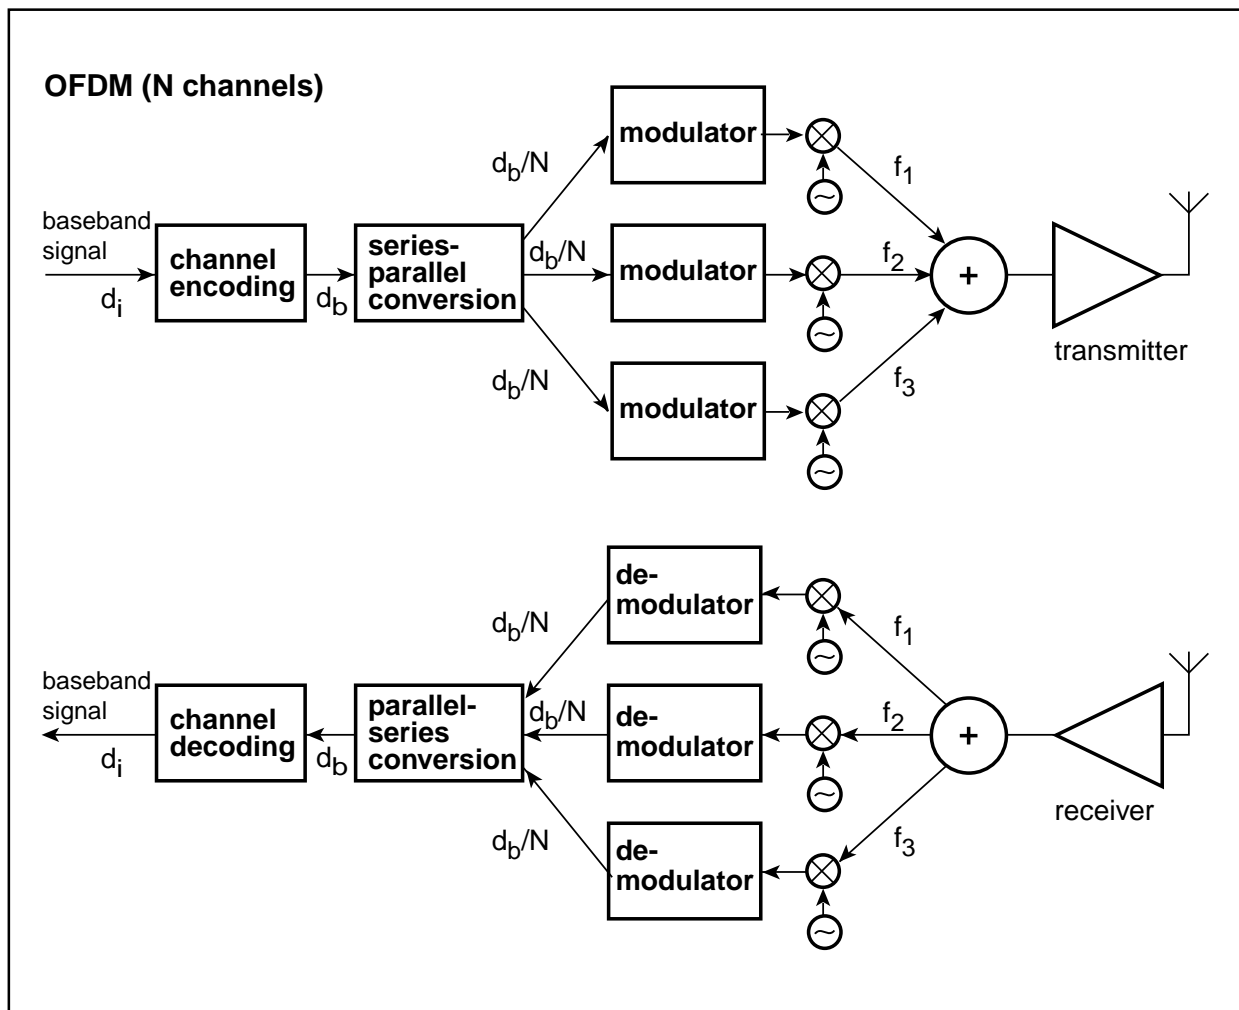 OFDM (N channels)
modulator
d_b/N
f_1
baseband
signal
d_i
channel
encoding
d_b
series-
parallel
conversion
d_b/N
modulator
f_2
+
transmitter
d_b/N
modulator
f_3
~
~
~
de-
modulator
d_b/N
f_1
baseband
signal
d_i
channel
decoding
d_b
parallel-
series
conversion
d_b/N
de-
modulator
f_2
+
receiver
d_b/N
de-
modulator
f_3
~
~
~